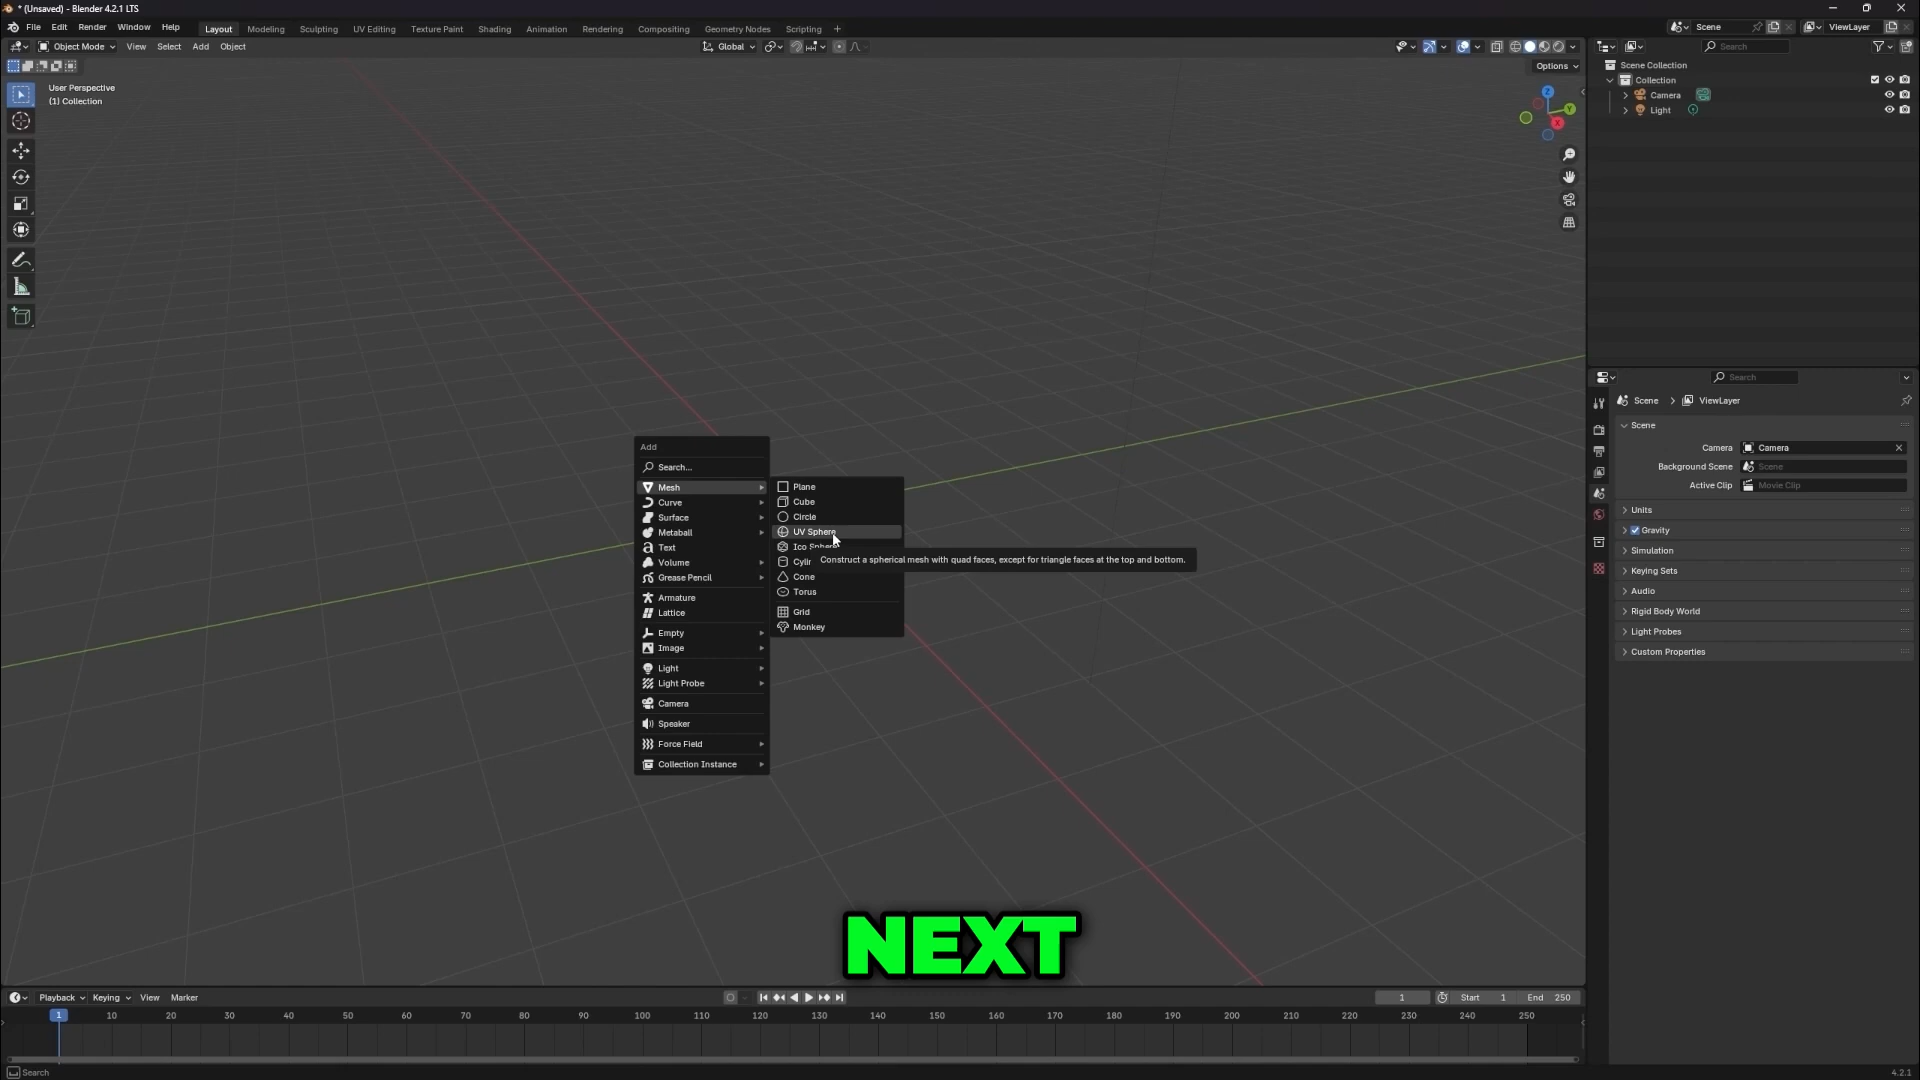 * (Unsaved) - Blender 4.2.1 LTS
File Edit Render Window Help
Layout Modeling Sculpting UV Editing Texture Paint Shading Animation Rendering Compositing Geometry Nodes Scripting +
Scene
ViewLayer
Object Mode View Select Add Object
Global
Search
Options
User Perspective
(1) Collection
Z
Y
X
Scene Collection
Collection
Camera
Light
Search
Scene > ViewLayer
Scene
Camera Camera
Background Scene Scene
Active Clip Movie Clip
Units
Gravity
Simulation
Keying Sets
Audio
Rigid Body World
Light Probes
Custom Properties
Add
Search...
Mesh
Curve
Surface
Metaball
Text
Volume
Grease Pencil
Armature
Lattice
Empty
Image
Light
Light Probe
Camera
Speaker
Force Field
Collection Instance
Plane
Cube
Circle
UV Sphere
Ico Sphere
Cylin
Cone
Torus
Grid
Monkey
Construct a spherical mesh with quad faces, except for triangle faces at the top and bottom.
NEXT
Playback Keying View Marker
1 Start 1 End 250
1 10 20 30 40 50 60 70 80 90 100 110 120 130 140 150 160 170 180 190 200 210 220 230 240 250
Search
4.2.1